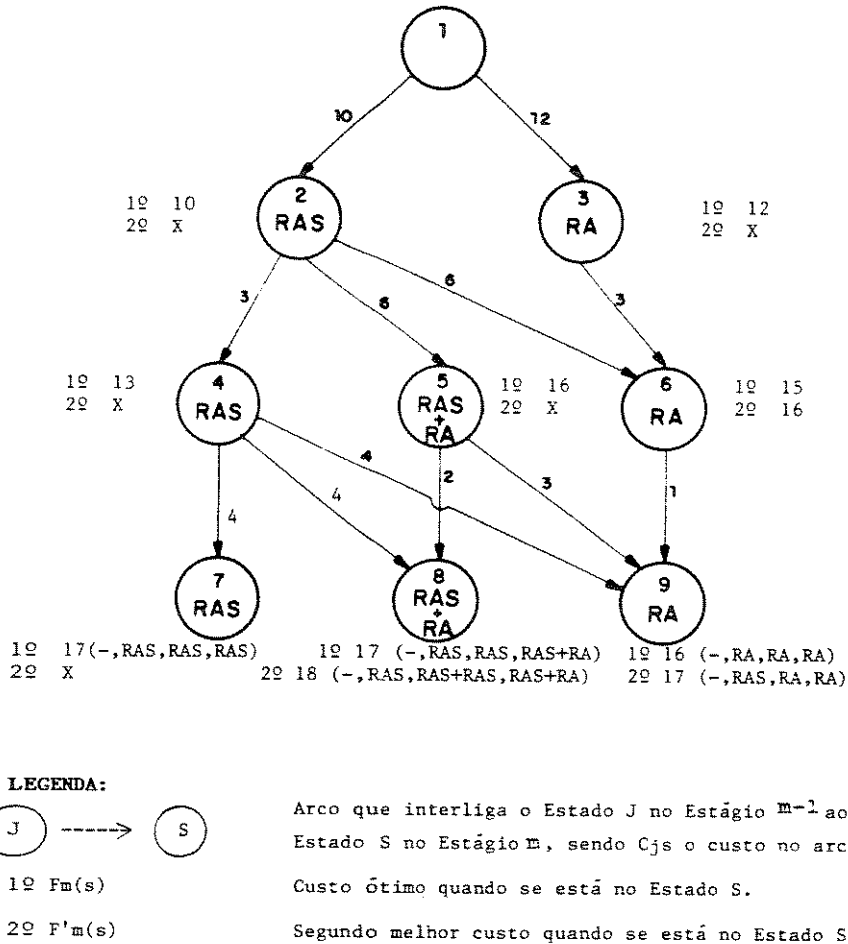 1
10 12
1º 10
2º X
2
RAS
3
RA
1º 12
2º X
3 6 6 3
1º 13
2º X
4
RAS
5
RAS
+
RA
1º 16
2º X
6
RA
1º 15
2º 16
4 4 4 2 3 1
7
RAS
8
RAS
+
RA
9
RA
1º 17(-,RAS,RAS,RAS)
2º X
1º 17 (-,RAS,RAS,RAS+RA)
2º 18 (-,RAS,RAS+RAS,RAS+RA)
1º 16 (-,RA,RA,RA)
2º 17 (-,RAS,RA,RA)
LEGENDA:
J -----> S
Arco que interliga o Estado J no Estágio m-1 ao
Estado S no Estágio m, sendo Cjs o custo no arc
1º Fm(s)
Custo ótimo quando se está no Estado S.
2º F'm(s)
Segundo melhor custo quando se está no Estado S